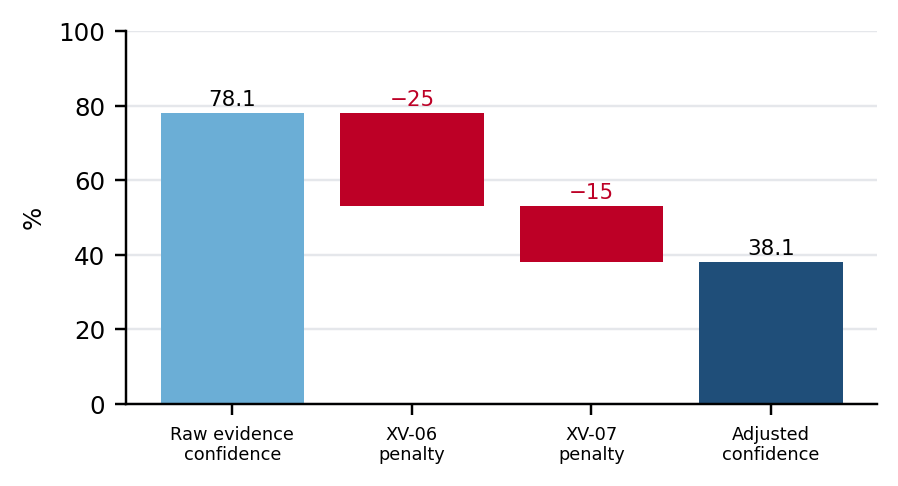 100
80
60
40
20
0
%
78.1
−25
−15
38.1
Raw evidence
confidence
XV-06
penalty
XV-07
penalty
Adjusted
confidence